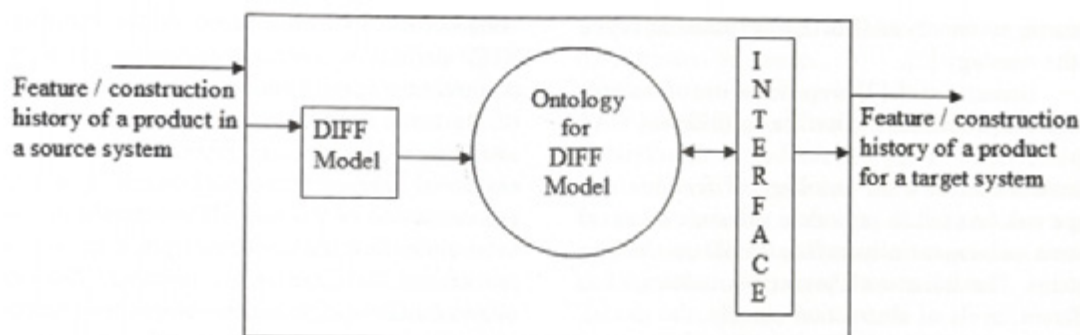 Feature / construction
history of a product in
a source system
DIFF
Model
Ontology
for
DIFF
Model
I
N
T
E
R
F
A
C
E
Feature / construction
history of a product
for a target system